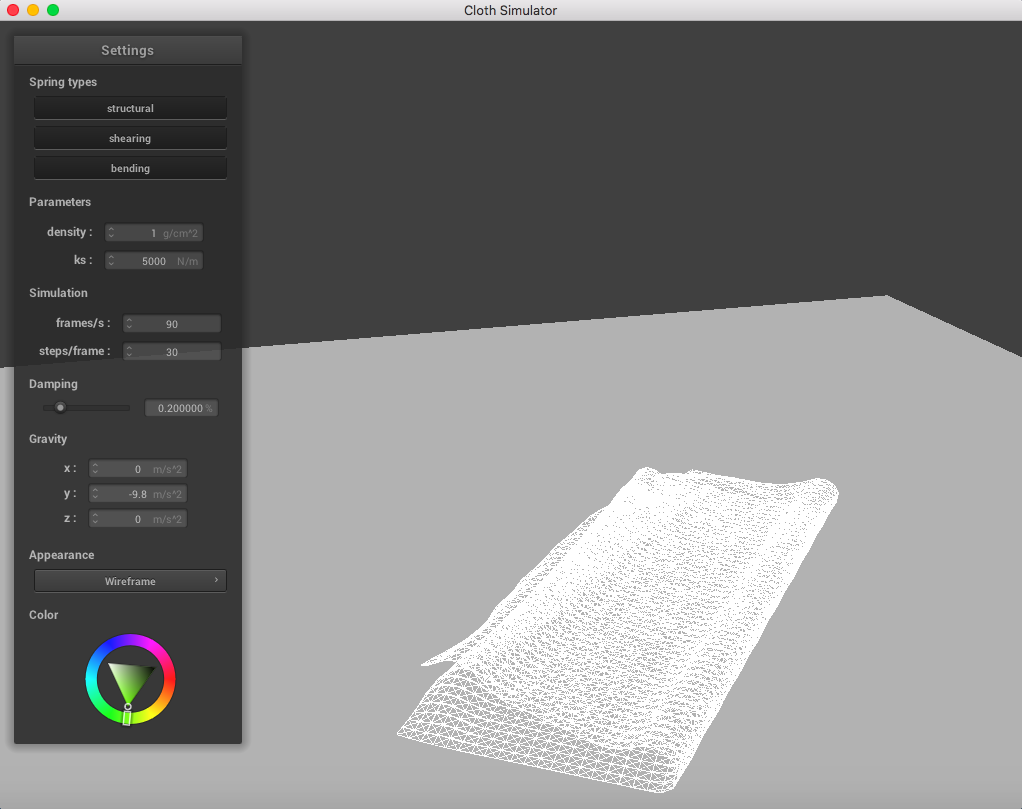 Cloth Simulator
Settings
Spring types
structural
shearing
bending
Parameters
density : 1 g/cm^2
ks : 5000 N/m
Simulation
frames/s : 90
steps/frame : 30
Damping
0.200000 %
Gravity
x : 0 m/s^2
y : -9.8 m/s^2
z : 0 m/s^2
Appearance
Wireframe ›
Color